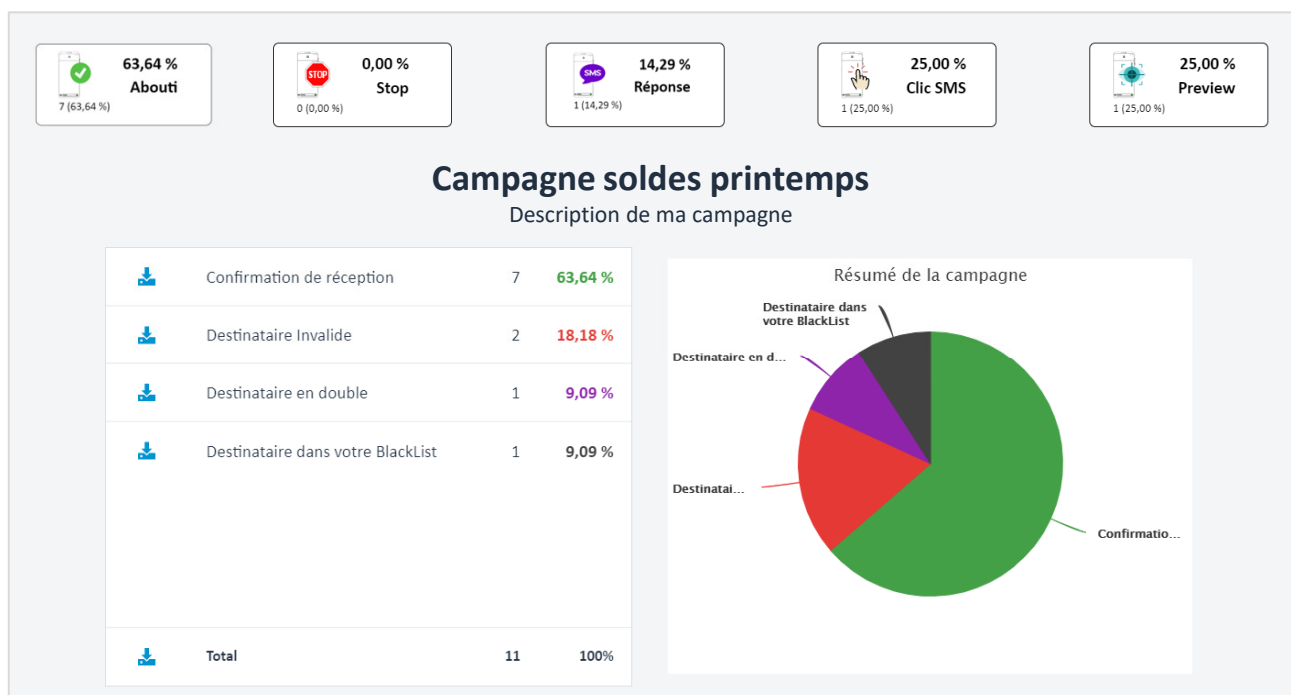 63,64 %
Abouti
7 (63,64 %)
STOP
0,00 %
Stop
0 (0,00 %)
SMS
14,29 %
Réponse
1 (14,29 %)
25,00 %
Clic SMS
1 (25,00 %)
25,00 %
Preview
1 (25,00 %)
Campagne soldes printemps
Description de ma campagne
Confirmation de réception 7 63,64 %
Destinataire Invalide 2 18,18 %
Destinataire en double 1 9,09 %
Destinataire dans votre BlackList 1 9,09 %
Total 11 100%
Résumé de la campagne
Destinataire dans
votre BlackList
Destinataire en d...
Destinatai...
Confirmatio...